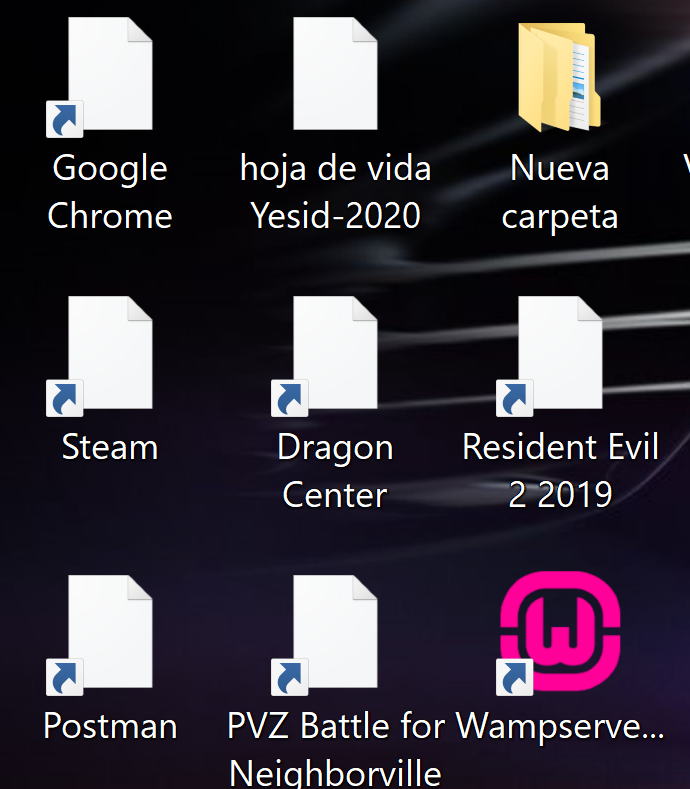 Google
Chrome
hoja de vida
Yesid-2020
Nueva
carpeta
Steam
Dragon
Center
Resident Evil
2 2019
Postman
PVZ Battle for
Neighborville
Wampserve...